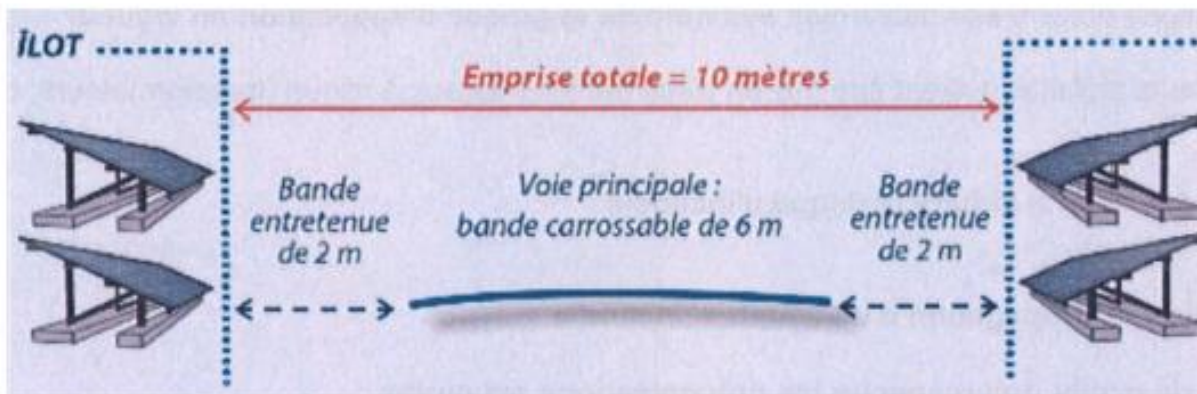 ÎLOT
Emprise totale = 10 mètres
Bande
entretenue
de 2 m
Voie principale :
bande carrossable de 6 m
Bande
entretenue
de 2 m